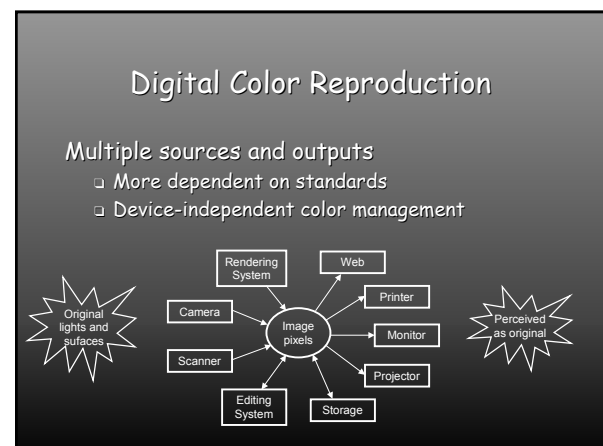 Digital Color Reproduction
Multiple sources and outputs
More dependent on standards
Device-independent color management
Original
lights and
sufaces
Rendering
System
Camera
Scanner
Editing
System
Image
pixels
Web
Printer
Monitor
Projector
Storage
Perceived
as original